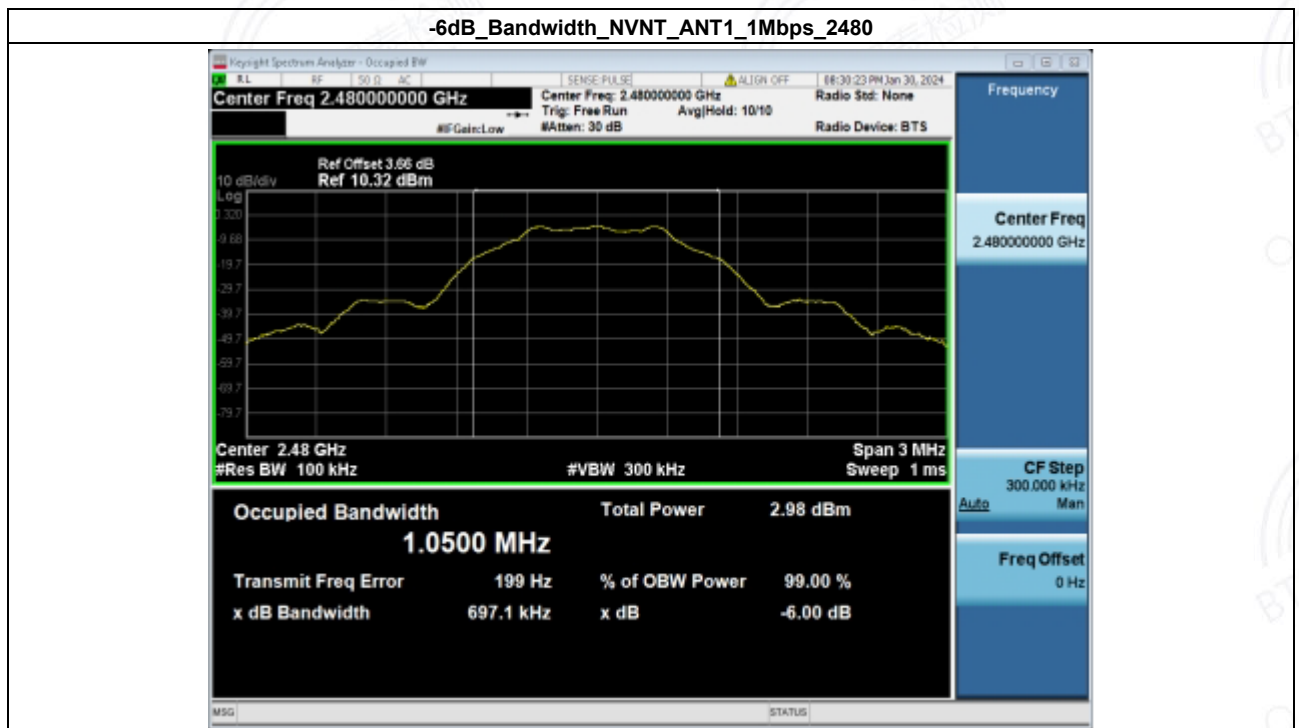 -6dB_Bandwidth_NVNT_ANT1_1Mbps_2480
Keysight Spectrum Analyzer - Occupied BW
RL RF 50 Ω AC SENSE:PULSE ALIGN OFF 08:30:23 PM Jan 30, 2024
Center Freq 2.480000000 GHz
Center Freq: 2.480000000 GHz
Radio Std: None
Trig: Free Run Avg|Hold: 10/10
#IFGain:Low
#Atten: 30 dB
Radio Device: BTS
Ref Offset 3.66 dB
10 dB/div Ref 10.32 dBm
Log
0.320
-9.68
-19.7
-29.7
-39.7
-49.7
-59.7
-69.7
-79.7
Center 2.48 GHz Span 3 MHz
#Res BW 100 kHz #VBW 300 kHz Sweep 1 ms
Occupied Bandwidth Total Power 2.98 dBm
1.0500 MHz
Transmit Freq Error 199 Hz % of OBW Power 99.00 %
x dB Bandwidth 697.1 kHz x dB -6.00 dB
MSG STATUS
Frequency
Center Freq
2.480000000 GHz
CF Step
300.000 kHz
Auto Man
Freq Offset
0 Hz